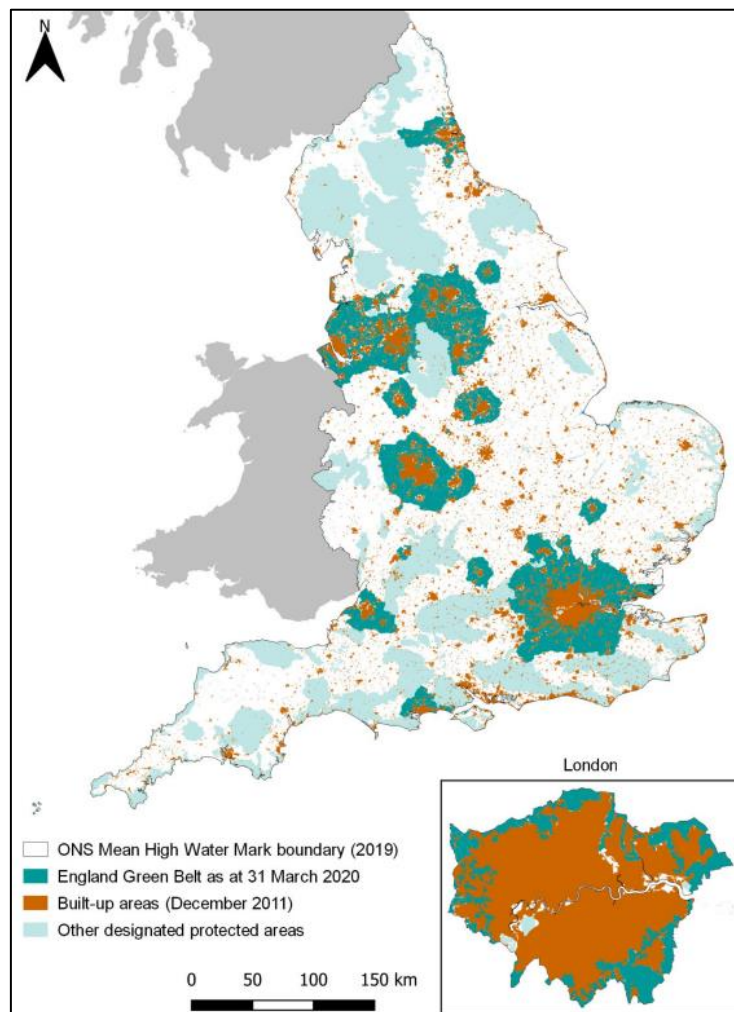 N
London
ONS Mean High Water Mark boundary (2019)
England Green Belt as at 31 March 2020
Built-up areas (December 2011)
Other designated protected areas
0 50 100 150 km